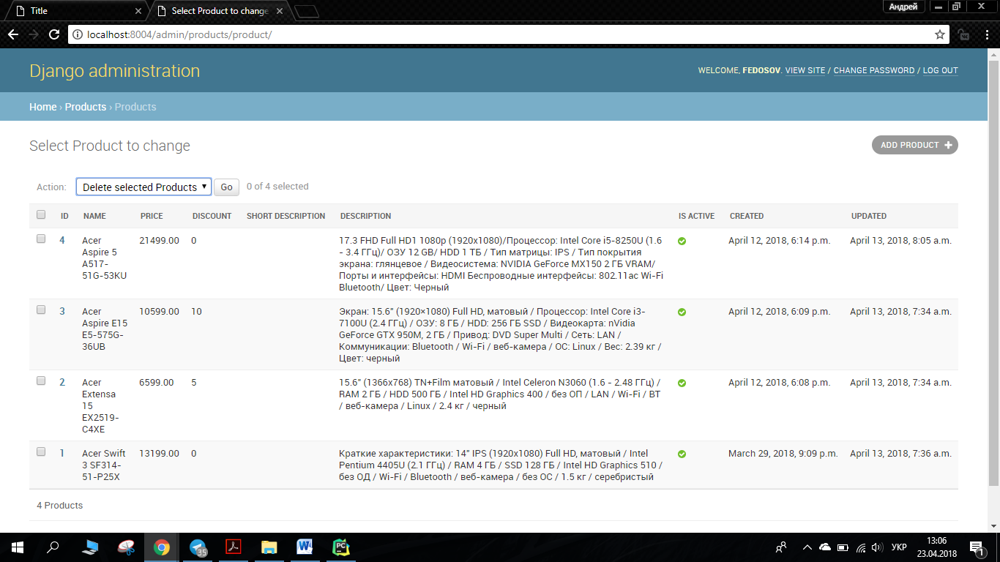 Title
Select Product to change
Андрей
localhost:8004/admin/products/product/
Django administration
WELCOME, FEDOSOV. VIEW SITE / CHANGE PASSWORD / LOG OUT
Home › Products › Products
Select Product to change
ADD PRODUCT +
Action: Delete selected Products Go 0 of 4 selected
ID NAME PRICE DISCOUNT SHORT DESCRIPTION DESCRIPTION IS ACTIVE CREATED UPDATED
4
Acer
Aspire 5
A517-
51G-53KU
21499.00
0
17.3 FHD Full HD1 1080p (1920x1080)/Процессор: Intel Core i5-8250U (1.6
- 3.4 ГГц)/ ОЗУ 12 GB/ HDD 1 ТБ / Тип матрицы: IPS / Тип покрытия
экрана: глянцевое / Видеосистема: NVIDIA GeForce MX150 2 ГБ VRAM/
Порты и интерфейсы: HDMI Беспроводные интерфейсы: 802.11ac Wi-Fi
Bluetooth/ Цвет: Черный
April 12, 2018, 6:14 p.m.
April 13, 2018, 8:05 a.m.
3
Acer
Aspire E15
E5-575G-
36UB
10599.00
10
Экран: 15.6" (1920×1080) Full HD, матовый / Процессор: Intel Core i3-
7100U (2.4 ГГц) / ОЗУ: 8 ГБ / HDD: 256 ГБ SSD / Видеокарта: nVidia
GeForce GTX 950M, 2 ГБ / Привод: DVD Super Multi / Сеть: LAN /
Коммуникации: Bluetooth / Wi-Fi / веб-камера / ОС: Linux / Вес: 2.39 кг /
Цвет: черный
April 12, 2018, 6:09 p.m.
April 13, 2018, 7:34 a.m.
2
Acer
Extensa
15
EX2519-
C4XE
6599.00
5
15.6" (1366x768) TN+Film матовый / Intel Celeron N3060 (1.6 - 2.48 ГГц) /
RAM 2 ГБ / HDD 500 ГБ / Intel HD Graphics 400 / без ОП / LAN / Wi-Fi / BT
/ веб-камера / Linux / 2.4 кг / черный
April 12, 2018, 6:08 p.m.
April 13, 2018, 7:34 a.m.
1
Acer Swift
3 SF314-
51-P25X
13199.00
0
Краткие характеристики: 14" IPS (1920x1080) Full HD, матовый / Intel
Pentium 4405U (2.1 ГГц) / RAM 4 ГБ / SSD 128 ГБ / Intel HD Graphics 510 /
без ОД / Wi-Fi / Bluetooth / веб-камера / без ОС / 1.5 кг / серебристый
March 29, 2018, 9:09 p.m.
April 13, 2018, 7:36 a.m.
4 Products
35
W
PC
УКР
13:06
23.04.2018
1